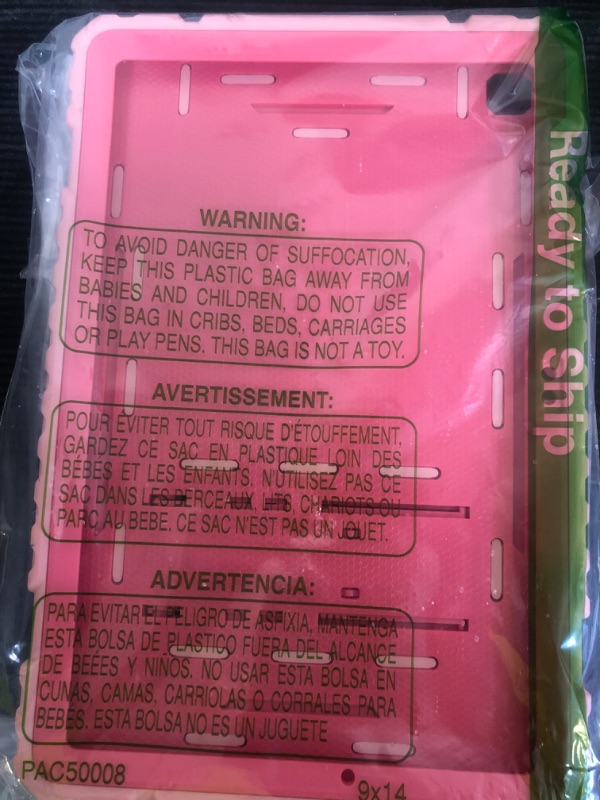 WARNING:
TO AVOID DANGER OF SUFFOCATION,
KEEP THIS PLASTIC BAG AWAY FROM
BABIES AND CHILDREN, DO NOT USE
THIS BAG IN CRIBS, BEDS, CARRIAGES
OR PLAY PENS. THIS BAG IS NOT A TOY.
AVERTISSEMENT:
POUR ÉVITER TOUT RISQUE D'ÉTOUFFEMENT,
GARDEZ CE SAC EN PLASTIQUE LOIN DES
BÉBES ET LES ENFANTS, N'UTILISEZ PAS CE
SAC DANS LES BERCEAUX, LITS, CHARIOTS OU
PARC AU BEBE. CE SAC N'EST PAS UN JOUET.
ADVERTENCIA:
PARA EVITAR EL PELIGRO DE ASFIXIA, MANTENGA
ESTA BOLSA DE PLASTICO FUERA DEL ALCANCE
DE BEBES Y NIÑOS. NO USAR ESTA BOLSA EN
CUNAS, CAMAS, CARRIOLAS O CORRALES PARA
BEBES. ESTA BOLSA NO ES UN JUGUETE
PAC50008
9x14
Ready to Ship